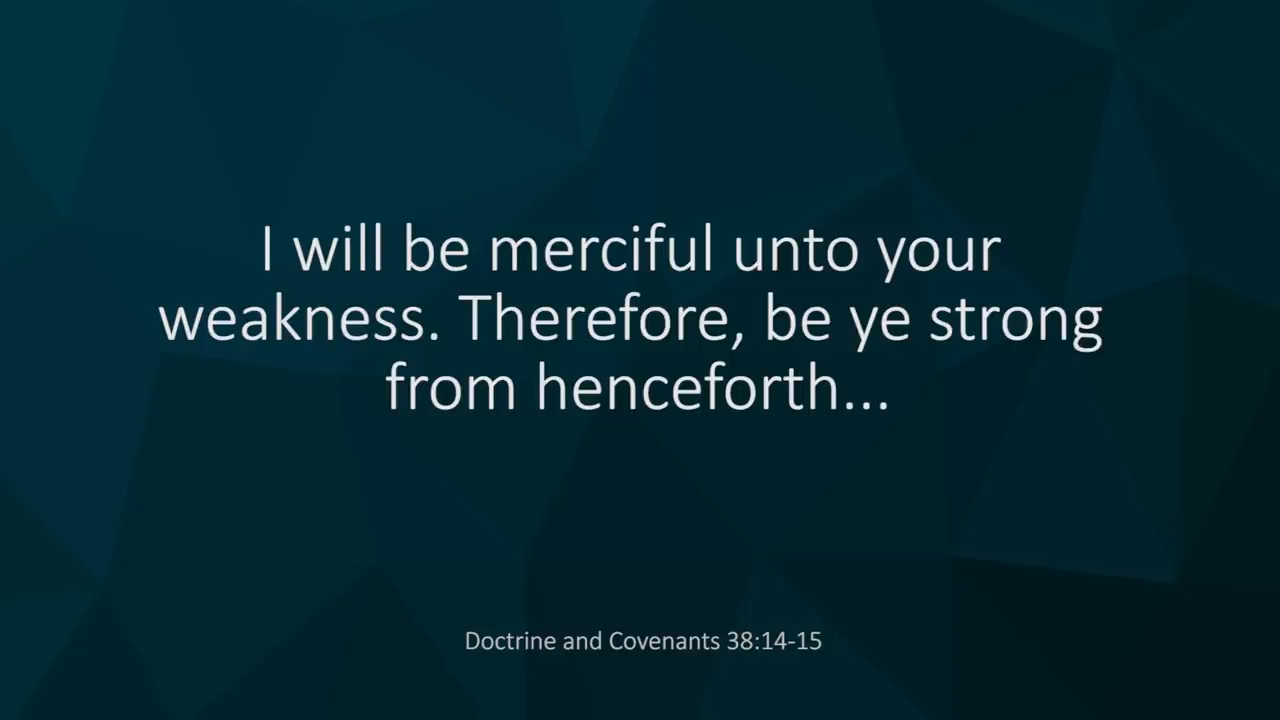 I will be merciful unto your
weakness. Therefore, be ye strong
from henceforth...
Doctrine and Covenants 38:14-15